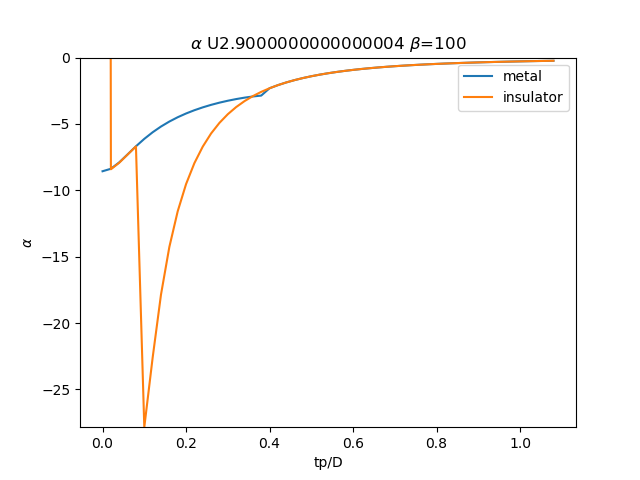 α U2.9000000000000004 β=100
metal
insulator
0
−5
−10
−15
−20
−25
α
0.0 0.2 0.4 0.6 0.8 1.0
tp/D